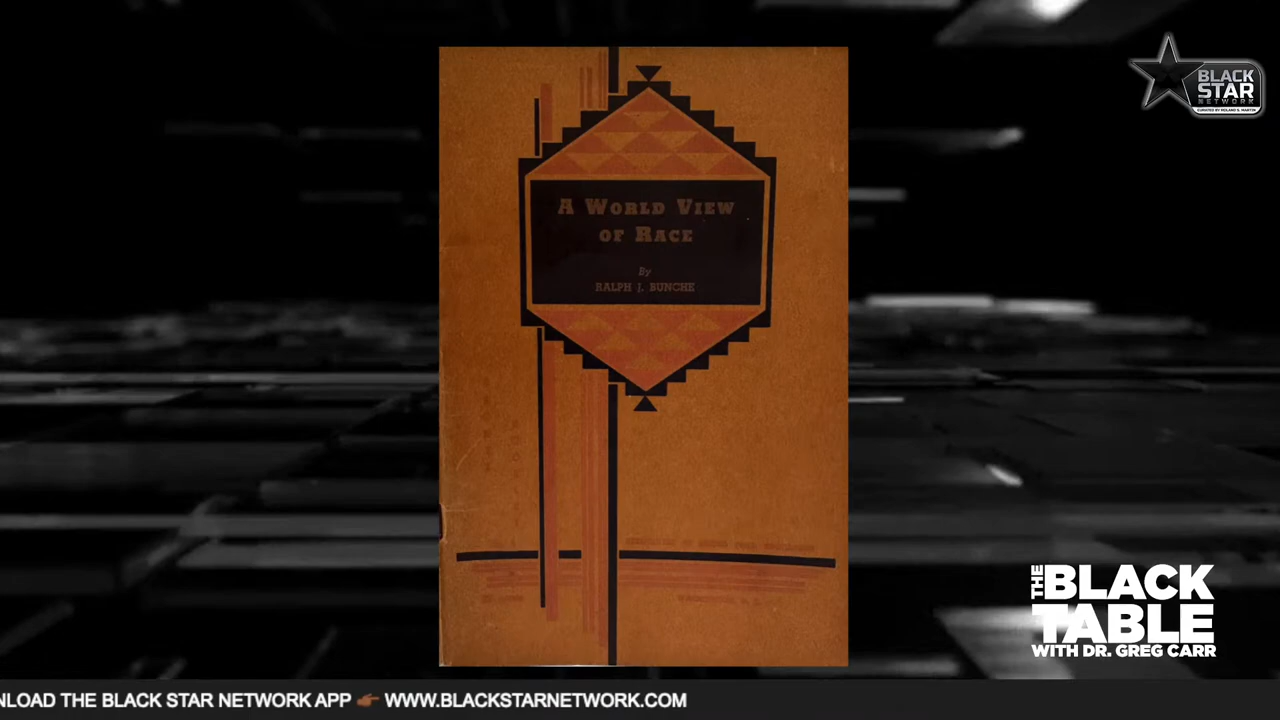 BLACK
STAR
NETWORK
A WORLD VIEW
OF RACE
By
RALPH J. BUNCHE
THE BLACK
TABLE
WITH DR. GREG CARR
NLOAD THE BLACK STAR NETWORK APP 👉🏾 WWW.BLACKSTARNETWORK.COM